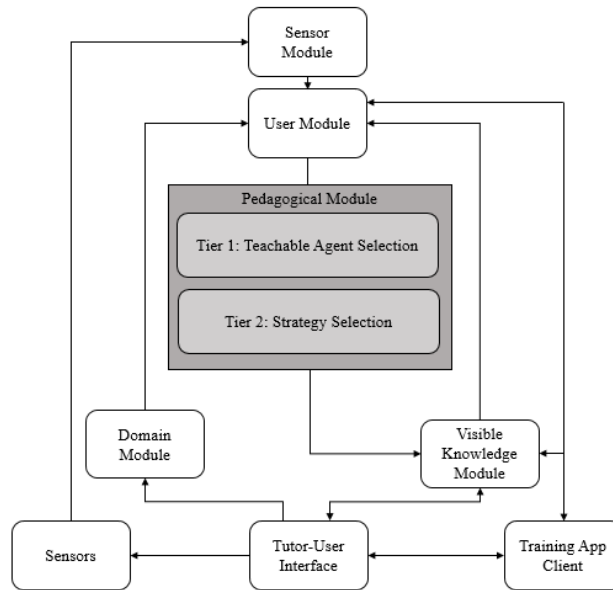 Sensor
Module
User Module
Pedagogical Module
Tier 1: Teachable Agent Selection
Tier 2: Strategy Selection
Domain
Module
Visible
Knowledge
Module
Sensors
Tutor-User
Interface
Training App
Client